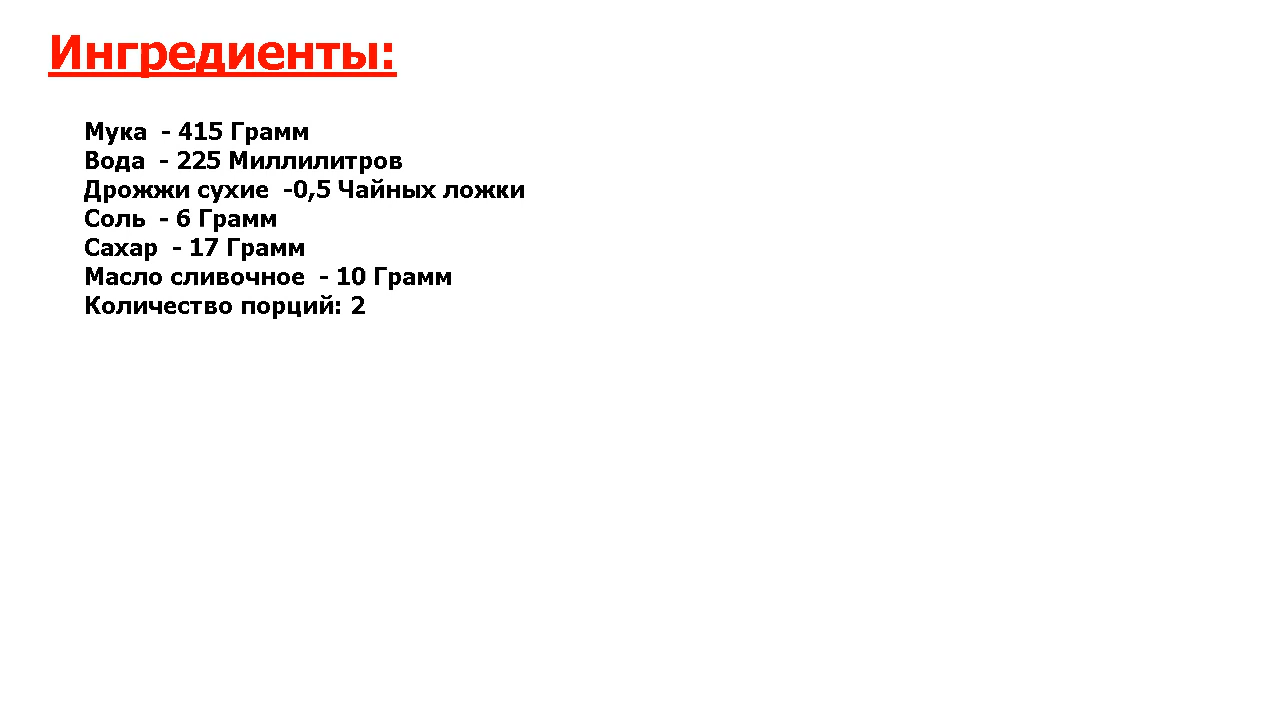 Ингредиенты:
Мука  - 415 Грамм
Вода  - 225 Миллилитров
Дрожжи сухие  -0,5 Чайных ложки
Соль  - 6 Грамм
Сахар  - 17 Грамм
Масло сливочное  - 10 Грамм
Количество порций: 2